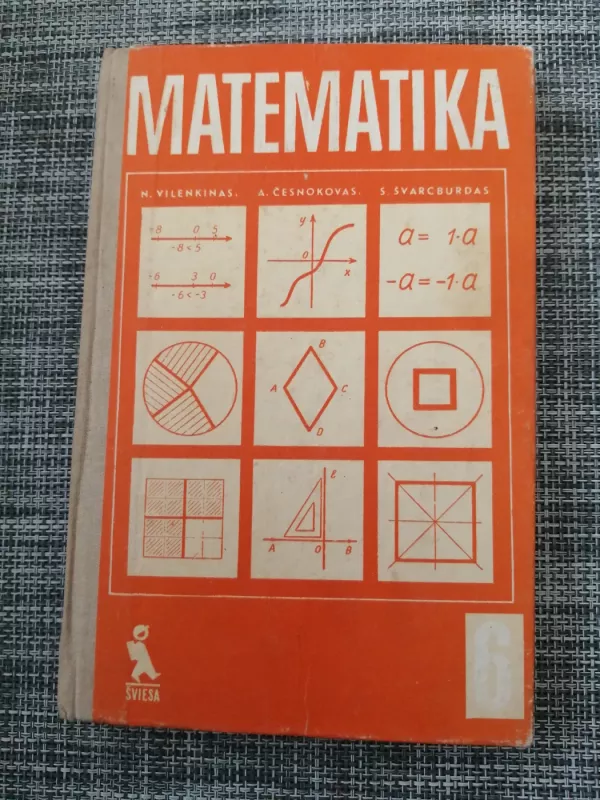 MATEMATIKA
N. VILENKINAS. A. ČESNOKOVAS. S. ŠVARCBURDAS
-8 0 5
-8 < 5
-6 3 0
-6 < -3
y
0
x
a = 1·a
-a = -1·a
B
A C
D
ℓ
A O B
6
ŠVIESA